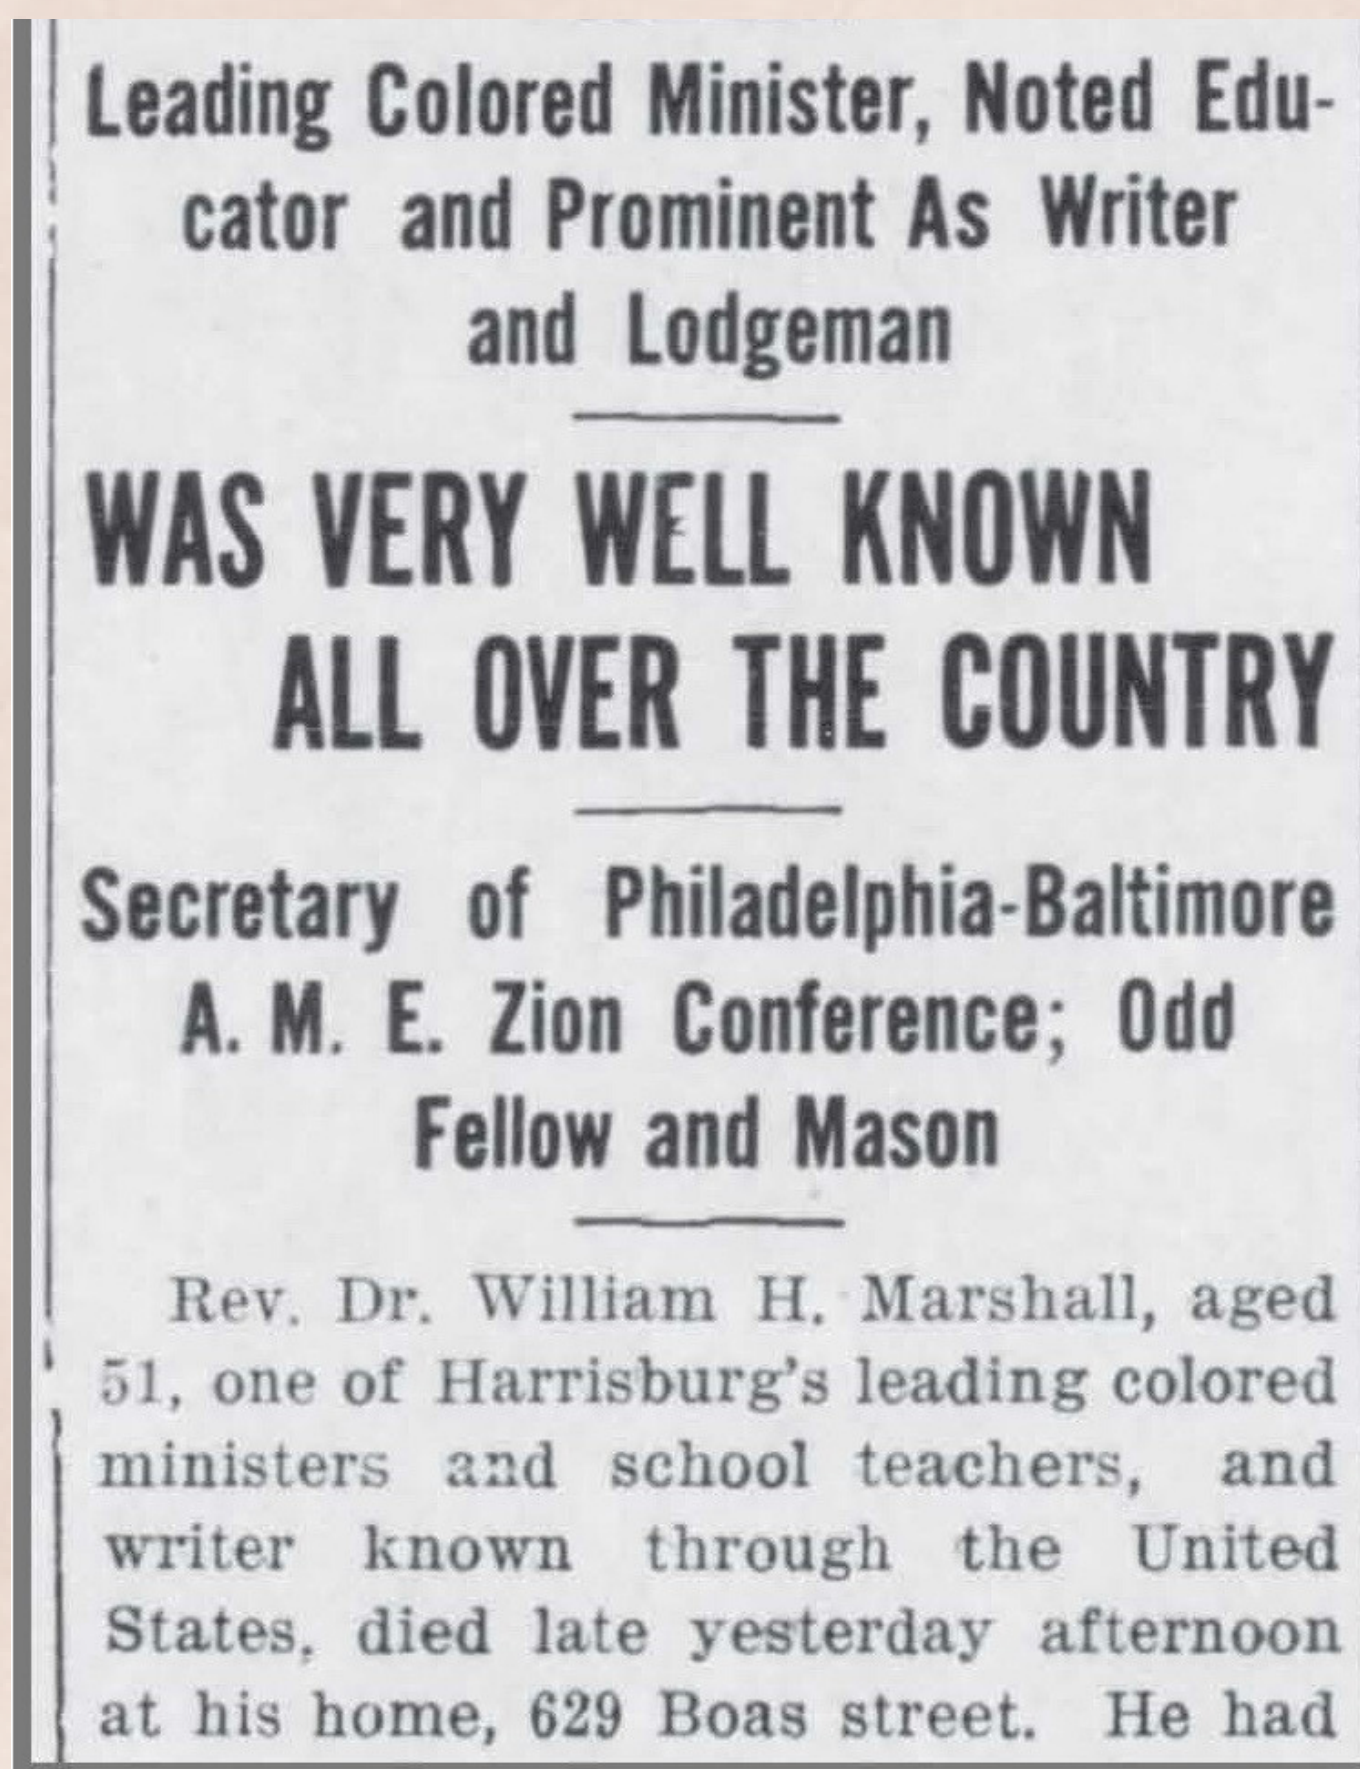 Leading Colored Minister, Noted Edu-
cator and Prominent As Writer
and Lodgeman
WAS VERY WELL KNOWN
ALL OVER THE COUNTRY
Secretary of Philadelphia-Baltimore
A. M. E. Zion Conference; Odd
Fellow and Mason
Rev. Dr. William H. Marshall, aged
51, one of Harrisburg's leading colored
ministers and school teachers, and
writer known through the United
States, died late yesterday afternoon
at his home, 629 Boas street. He had